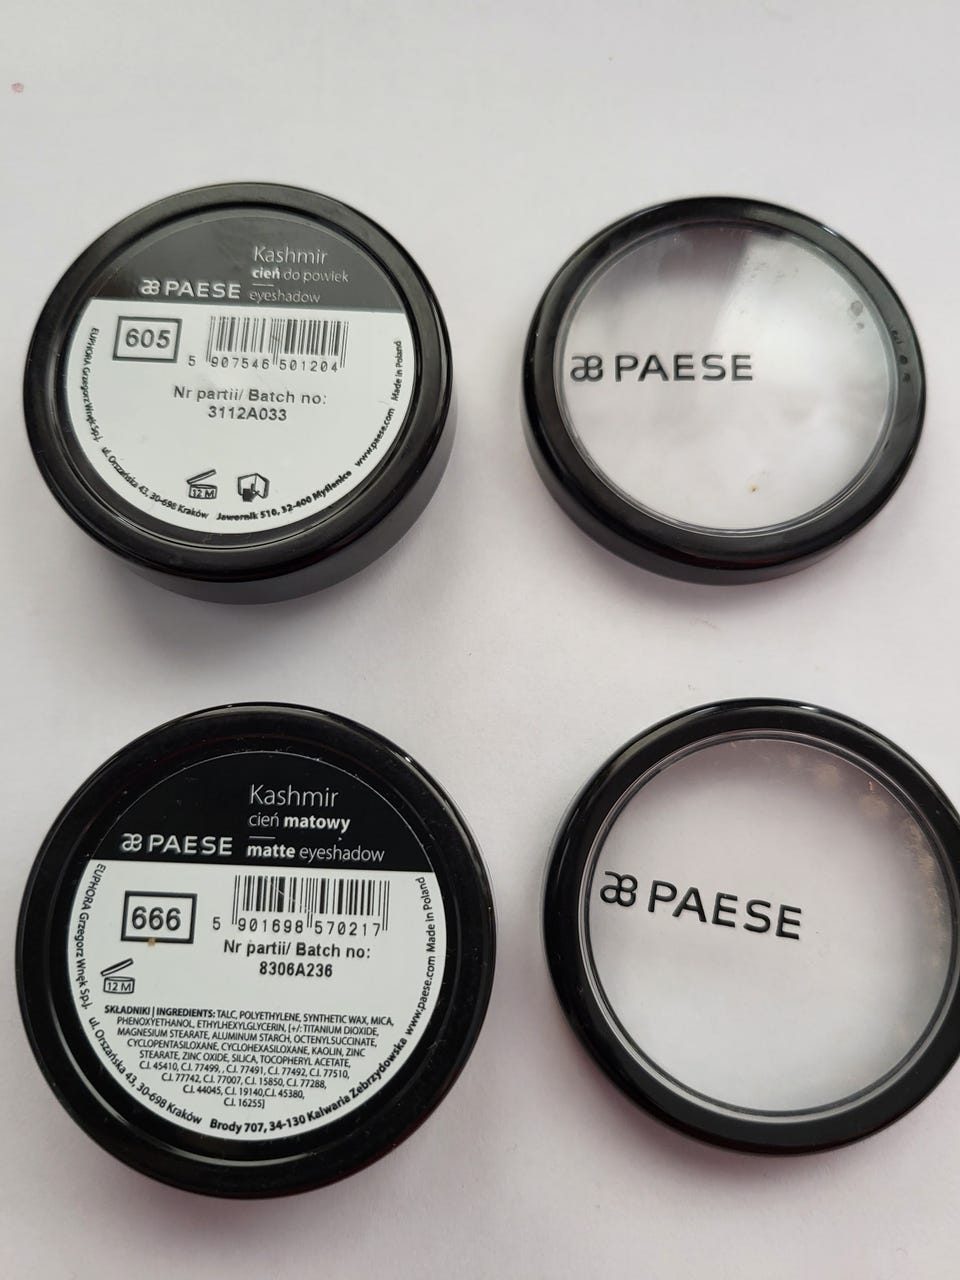 Kashmir
cień do powiek
æ PAESE eyeshadow
605
5 907546 501204
Nr partii/ Batch no:
3112A033
12 M
EUPHORA Grzegorz Wnęk Sp.j. ul. Orszańska 43, 30-698 Kraków Jawornik 510, 32-400 Myślenice www.paese.com Made in Poland
PAESE
Kashmir
cień matowy
PAESE matte eyeshadow
666
5 901698 570217
Nr partii/ Batch no:
8306A236
12 M
SKŁADNIKI | INGREDIENTS: TALC, POLYETHYLENE, SYNTHETIC WAX, MICA,
PHENOXYETHANOL, ETHYLHEXYLGLYCERIN, [+/: TITANIUM DIOXIDE,
MAGNESIUM STEARATE, ALUMINUM STARCH, OCTENYLSUCCINATE,
CYCLOPENTASILOXANE, CYCLOHEXASILOXANE, KAOLIN, ZINC
STEARATE, ZINC OXIDE, SILICA, TOCOPHERYL ACETATE,
C.I. 45410, C.I. 77499, , C.I. 77491, C.I. 77492, C.I. 77510,
C.I. 77742, C.I. 77007, C.I. 15850, C.I. 77288,
C.I. 44045, C.I. 19140,C.I. 45380,
C.I. 16255]
EUPHORA Grzegorz Wnęk Sp.j. ul. Orszańska 43, 30-698 Kraków Brody 707, 34-130 Kalwaria Zebrzydowska www.paese.com Made in Poland
PAESE